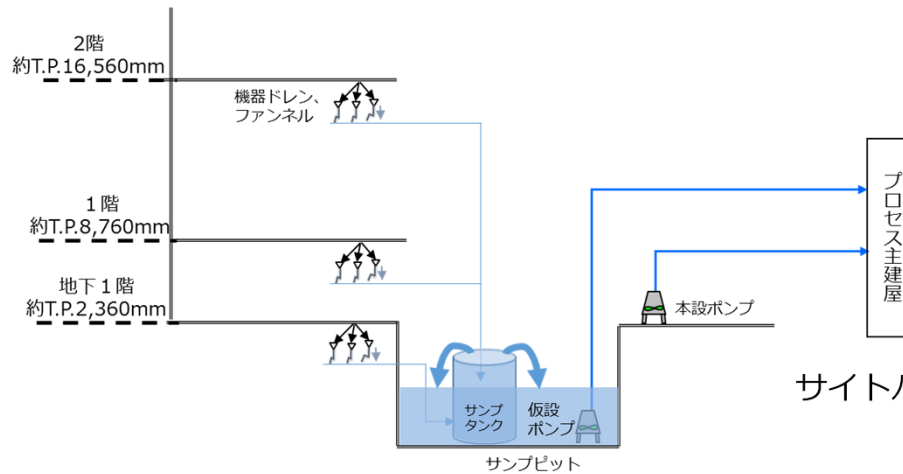 2階
約T.P.16,560mm
機器ドレン、
ファンネル
1階
約T.P.8,760mm
地下1階
約T.P.2,360mm
プロセス主建屋
本設ポンプ
サンプ
タンク
仮設
ポンプ
サンプピット
サイト